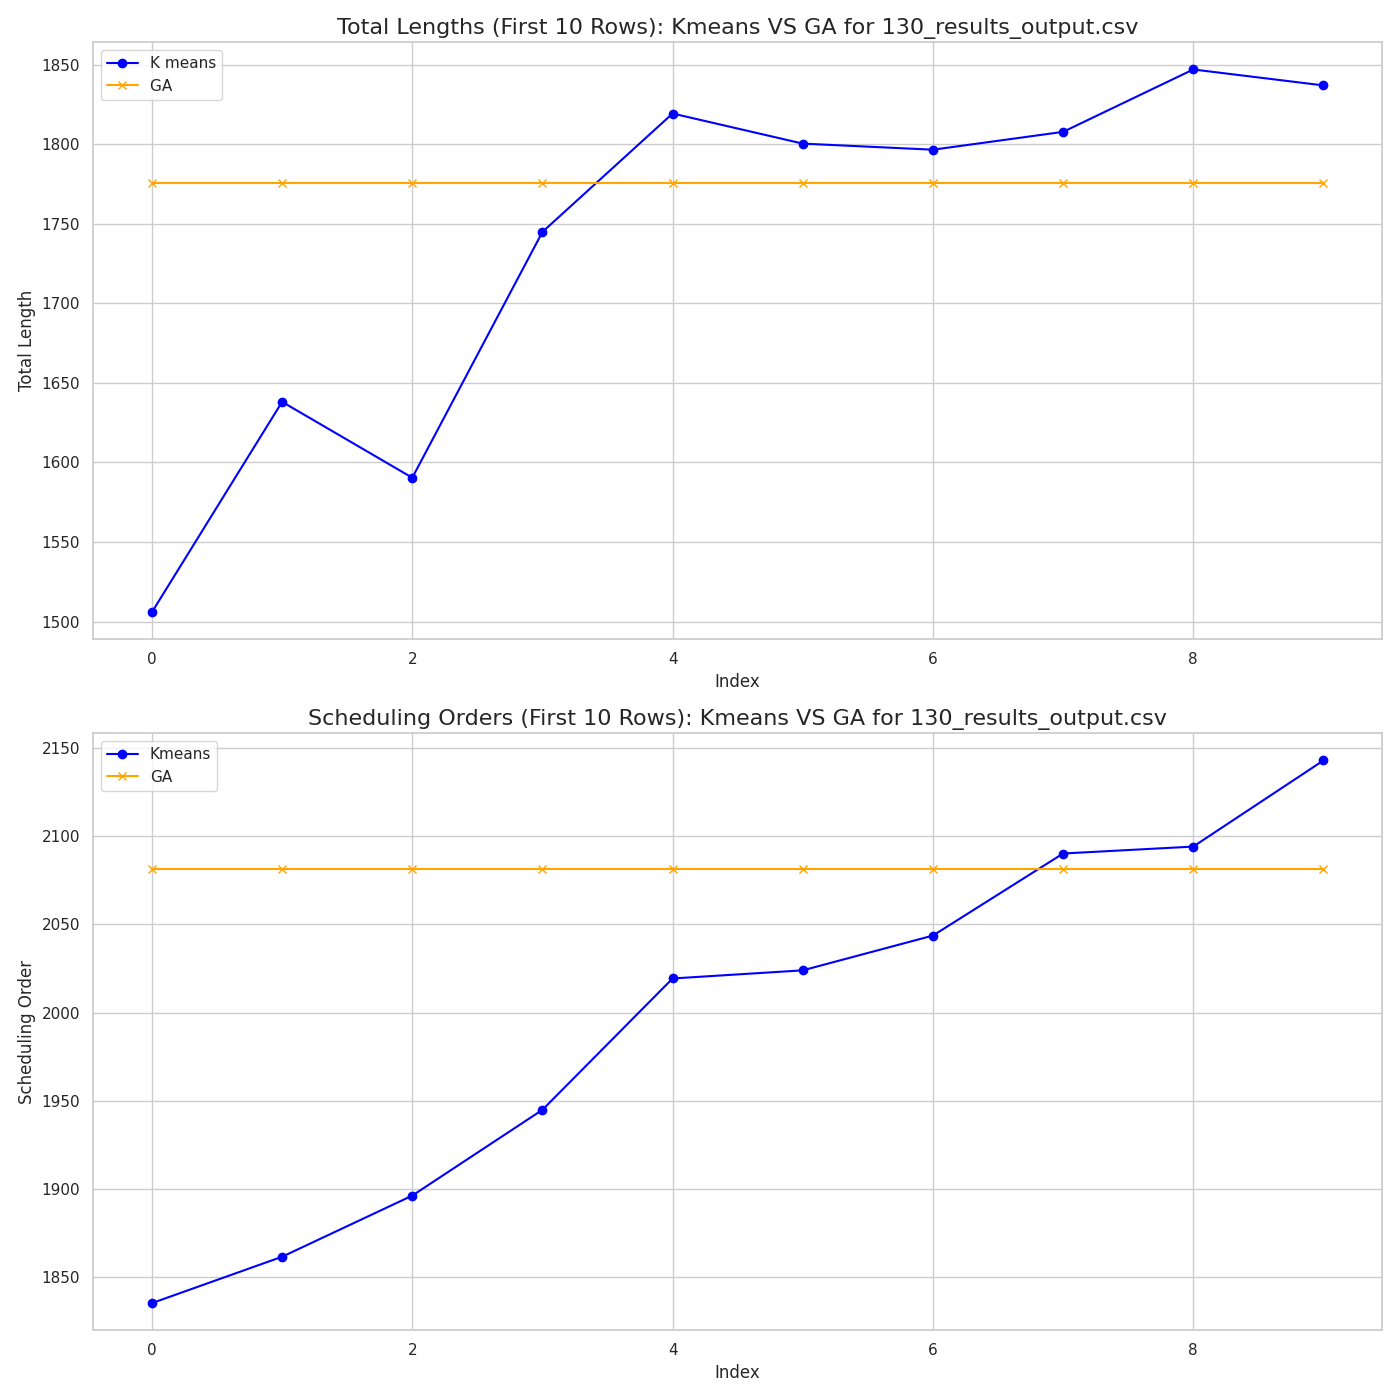 Total Lengths (First 10 Rows): Kmeans VS GA for 130_results_output.csv
K means
GA
1850
1800
1750
1700
1650
1600
1550
1500
Total Length
0 2 4 6 8
Index
Scheduling Orders (First 10 Rows): Kmeans VS GA for 130_results_output.csv
Kmeans
GA
2150
2100
2050
2000
1950
1900
1850
Scheduling Order
0 2 4 6 8
Index